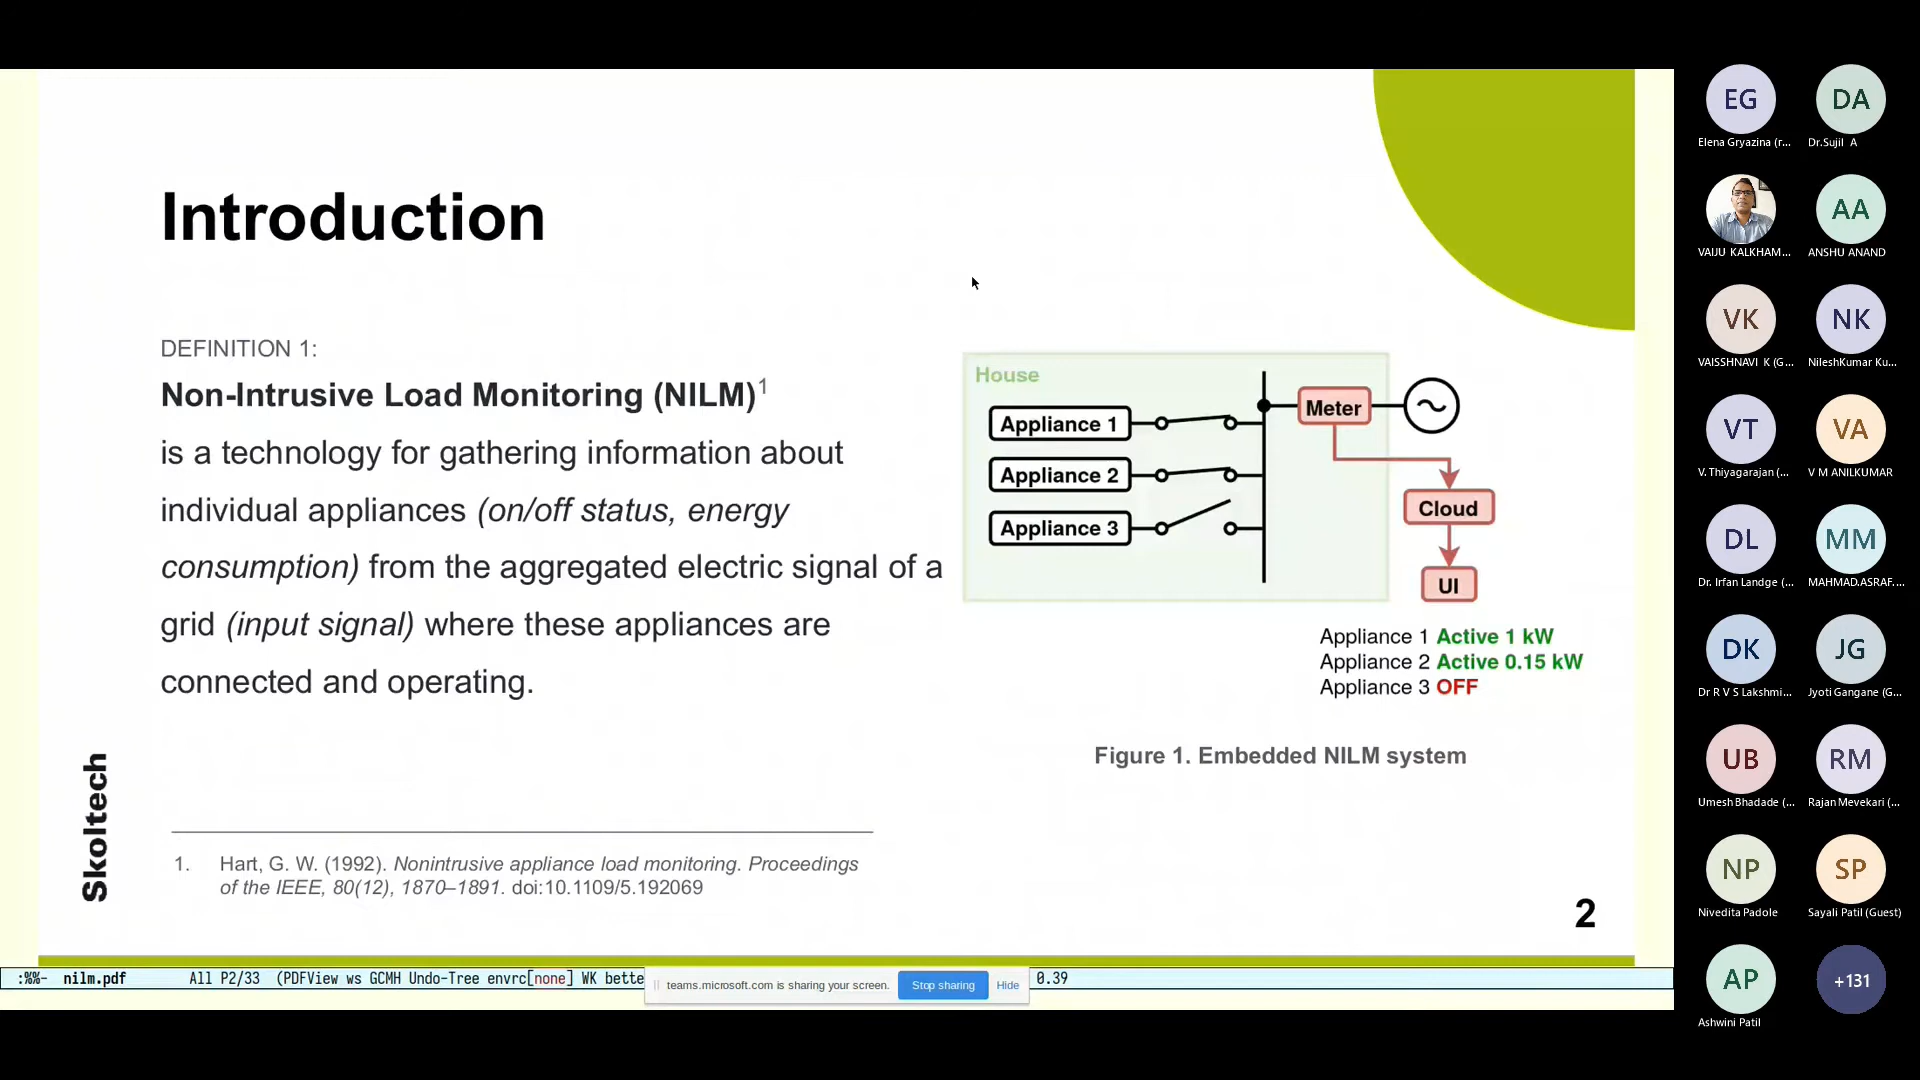 Introduction
DEFINITION 1:
Non-Intrusive Load Monitoring (NILM)1
is a technology for gathering information about
individual appliances (on/off status, energy
consumption) from the aggregated electric signal of a
grid (input signal) where these appliances are
connected and operating.
House
Appliance 1
Appliance 2
Appliance 3
Meter
Cloud
UI
Appliance 1 Active 1 kW
Appliance 2 Active 0.15 kW
Appliance 3 OFF
Figure 1. Embedded NILM system
Skoltech
1. Hart, G. W. (1992). Nonintrusive appliance load monitoring. Proceedings
of the IEEE, 80(12), 1870–1891. doi:10.1109/5.192069
2
:%%- nilm.pdf All P2/33 (PDFView ws GCMH Undo-Tree envrc[none] WK bette 0.39
teams.microsoft.com is sharing your screen. Stop sharing Hide
EG DA
Elena Gryazina (r... Dr.Sujil A
AA
VAIJU KALKHAM... ANSHU ANAND
VK NK
VAISSHNAVI K (G... NileshKumar Ku...
VT VA
V. Thiyagarajan (... V M ANILKUMAR
DL MM
Dr. Irfan Landge (... MAHMAD.ASRAF....
DK JG
Dr R V S Lakshmi... Jyoti Gangane (G...
UB RM
Umesh Bhadade (... Rajan Mevekari (...
NP SP
Nivedita Padole Sayali Patil (Guest)
AP +131
Ashwini Patil